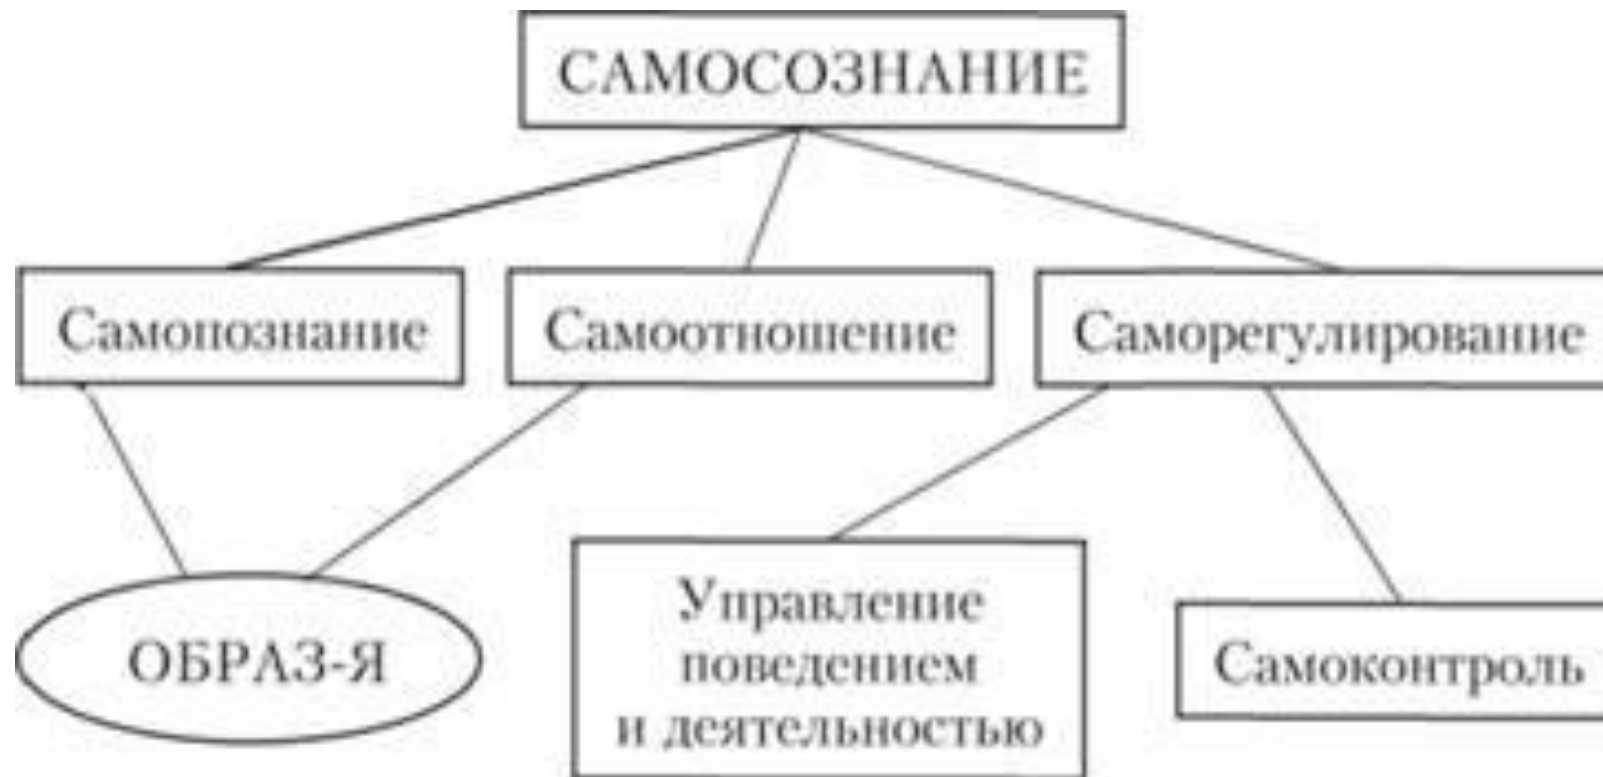 САМОСОЗНАНИЕ
Самопознание
Самоотношение
Саморегулирование
ОБРАЗ-Я
Управление
поведением
и деятельностью
Самоконтроль